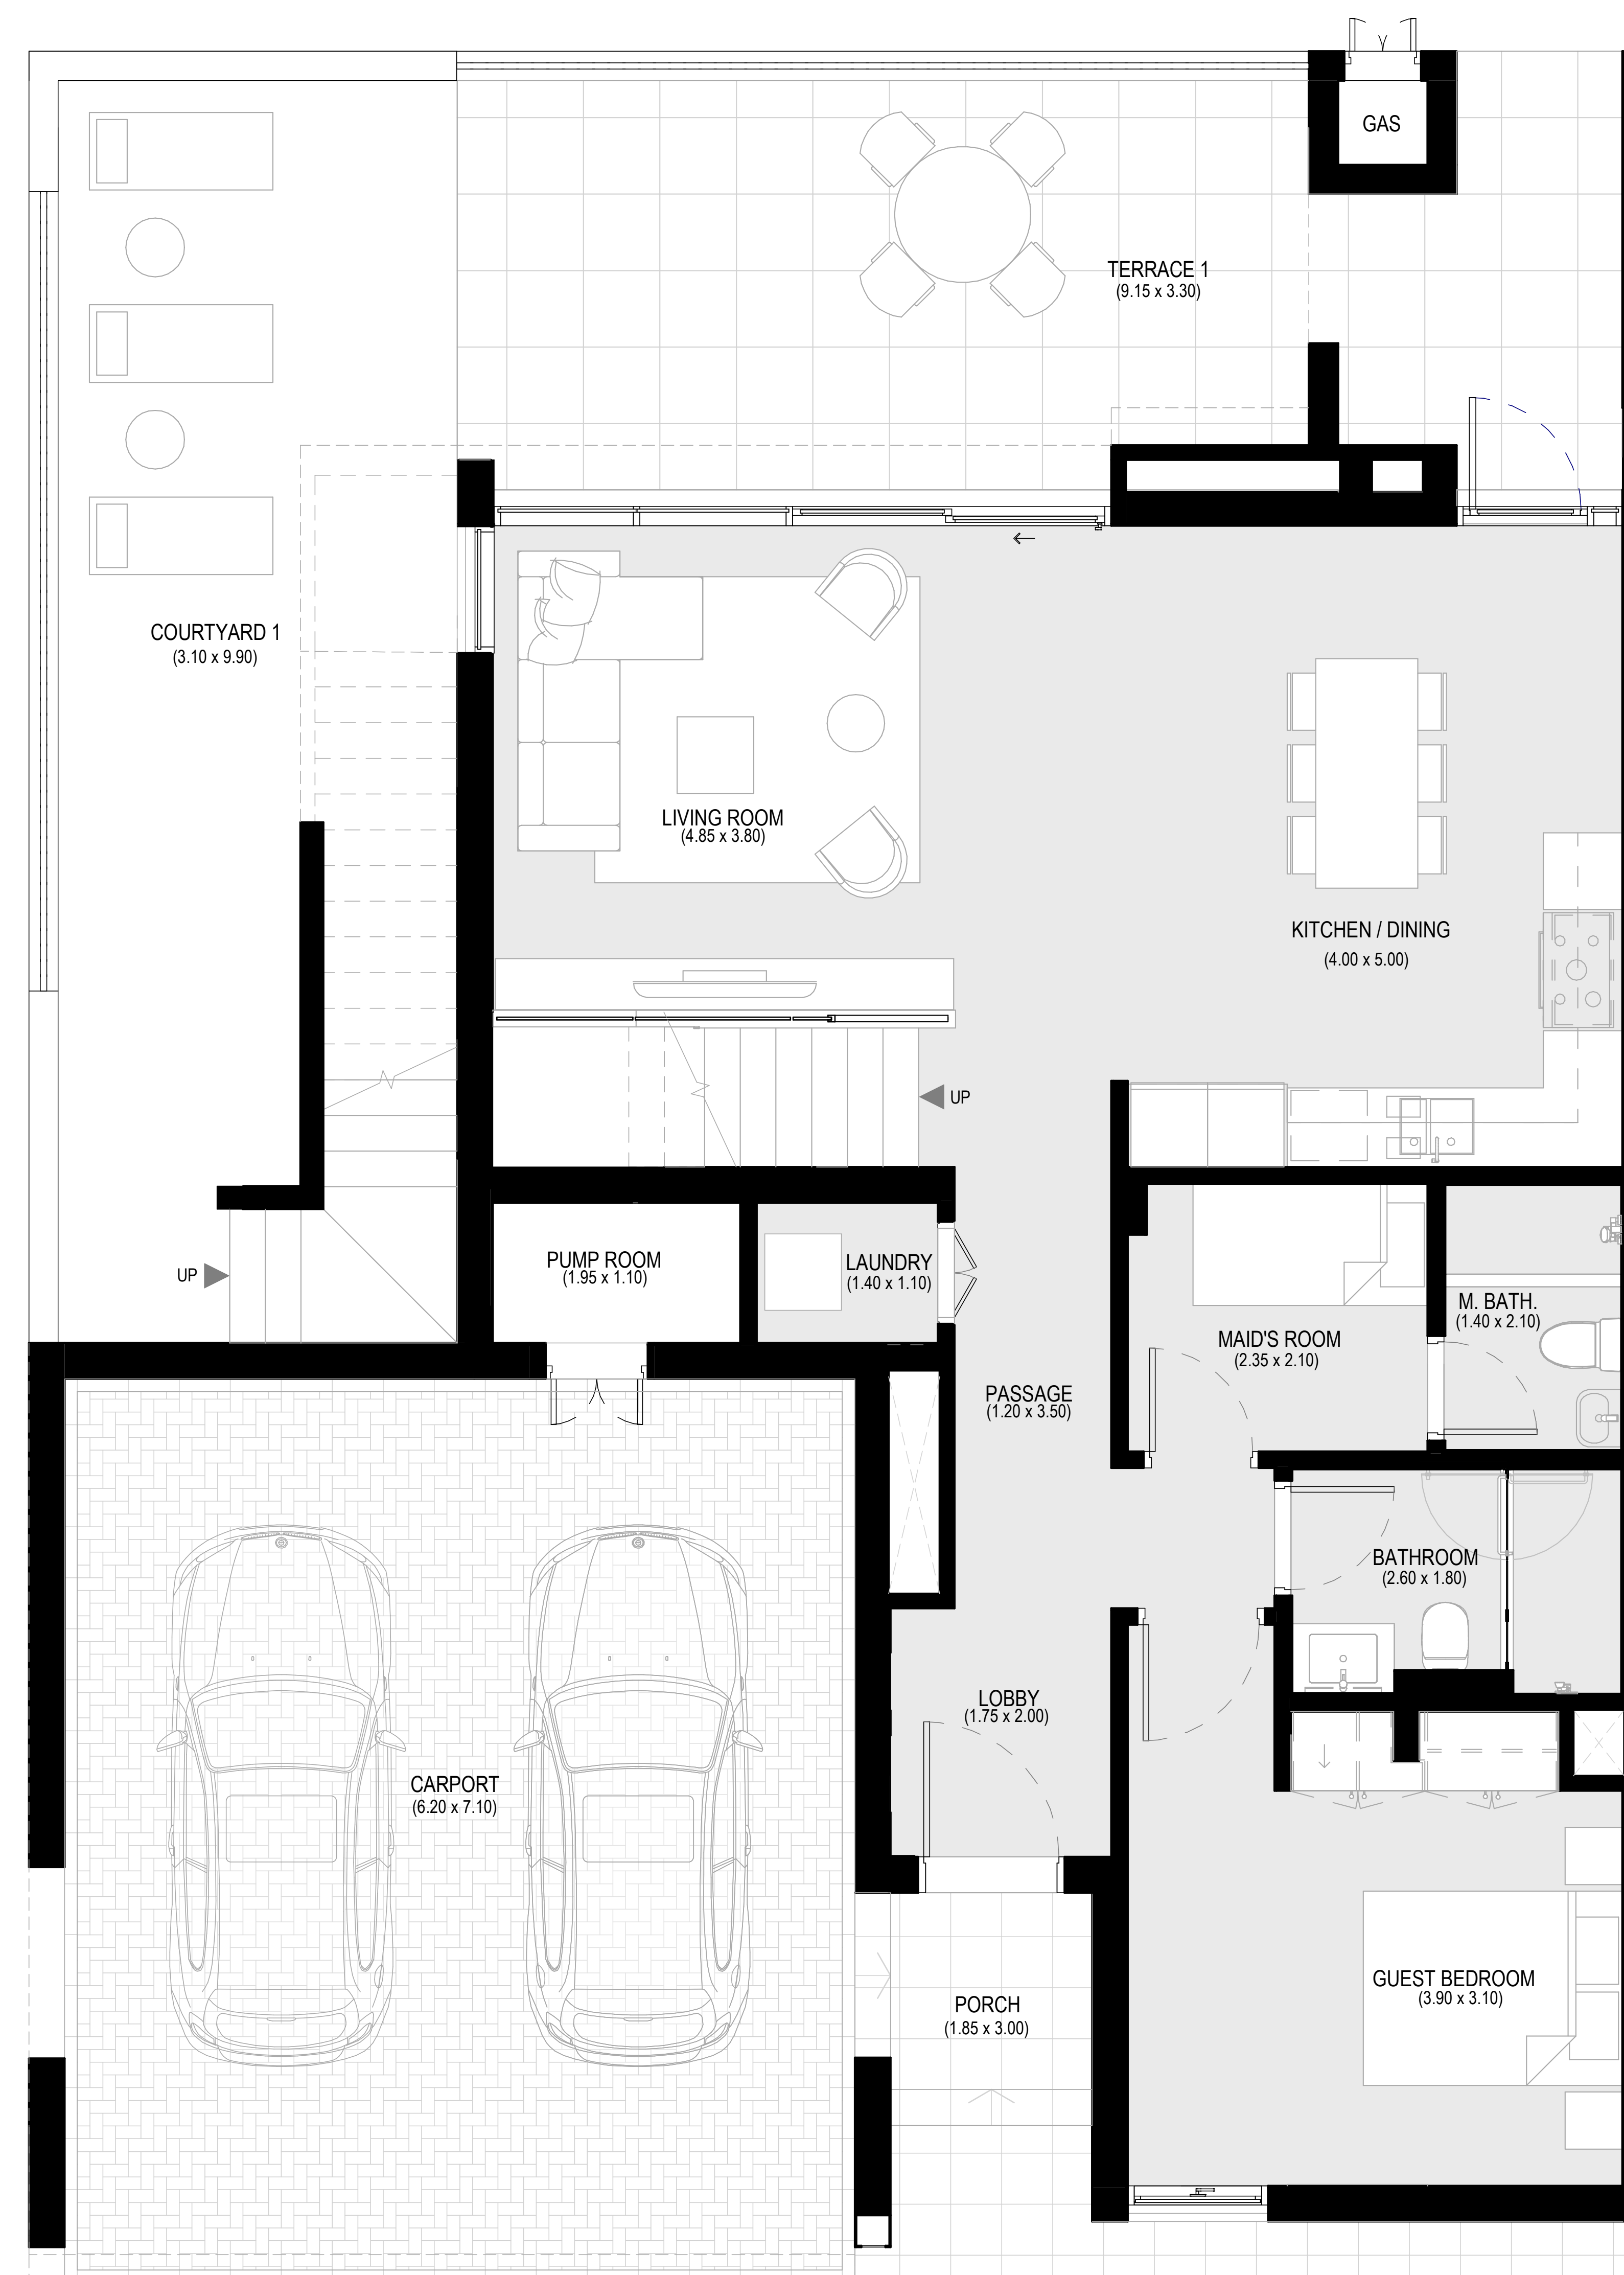 GAS
TERRACE 1
(9.15 x 3.30)
COURTYARD 1
(3.10 x 9.90)
LIVING ROOM
(4.85 x 3.80)
KITCHEN / DINING
(4.00 x 5.00)
UP
UP
PUMP ROOM
(1.95 x 1.10)
LAUNDRY
(1.40 x 1.10)
M. BATH.
(1.40 x 2.10)
MAID'S ROOM
(2.35 x 2.10)
PASSAGE
(1.20 x 3.50)
BATHROOM
(2.60 x 1.80)
LOBBY
(1.75 x 2.00)
CARPORT
(6.20 x 7.10)
GUEST BEDROOM
(3.90 x 3.10)
PORCH
(1.85 x 3.00)